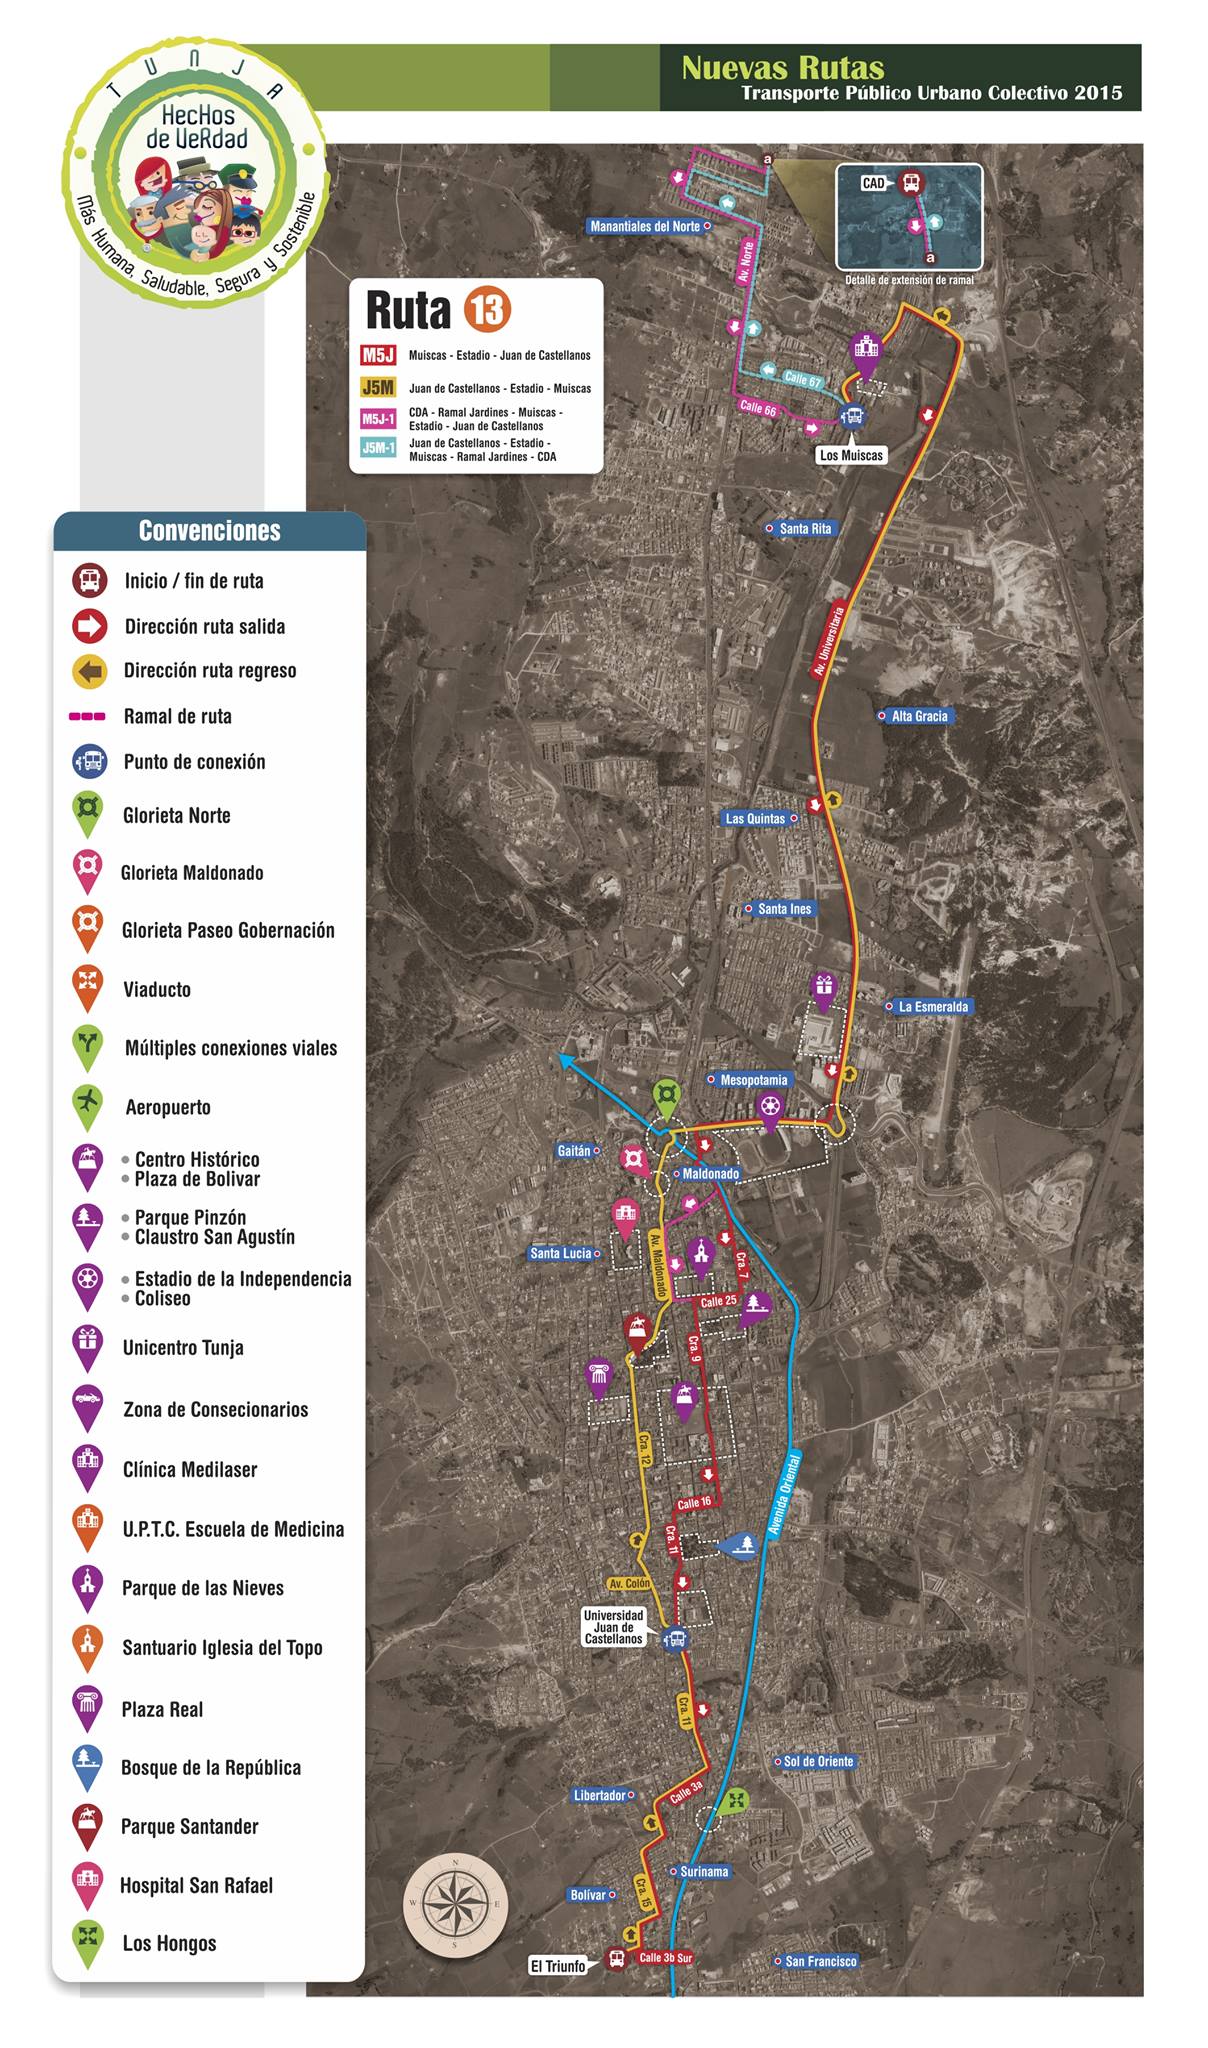 TUNJA
HecHos
de VeRdad
Más Humana, Saludable, Segura y Sostenible
Nuevas Rutas
Transporte Público Urbano Colectivo 2015
Ruta 13
M5J Muiscas - Estadio - Juan de Castellanos
J5M Juan de Castellanos - Estadio - Muiscas
M5J-1 CDA - Ramal Jardines - Muiscas -
Estadio - Juan de Castellanos
J5M-1 Juan de Castellanos - Estadio -
Muiscas - Ramal Jardines - CDA
Convenciones
Inicio / fin de ruta
Dirección ruta salida
Dirección ruta regreso
Ramal de ruta
Punto de conexión
Glorieta Norte
Glorieta Maldonado
Glorieta Paseo Gobernación
Viaducto
Múltiples conexiones viales
Aeropuerto
• Centro Histórico
• Plaza de Bolivar
• Parque Pinzón
• Claustro San Agustín
• Estadio de la Independencia
• Coliseo
Unicentro Tunja
Zona de Consecionarios
Clínica Medilaser
U.P.T.C. Escuela de Medicina
Parque de las Nieves
Santuario Iglesia del Topo
Plaza Real
Bosque de la República
Parque Santander
Hospital San Rafael
Los Hongos
a
CAD
a
Detalle de extensión de ramal
Manantiales del Norte
Av. Norte
Calle 67
Calle 66
Los Muiscas
Santa Rita
Av. Universitaria
Alta Gracia
Las Quintas
Santa Ines
La Esmeralda
Mesopotamia
Gaitán
Maldonado
Santa Lucia
Av. Maldonado
Cra. 7
Calle 25
Cra. 9
Cra. 12
Avenida Oriental
Calle 16
Cra. 11
Av. Colón
Universidad
Juan de
Castellanos
Cra. 11
Sol de Oriente
Calle 3a
Libertador
Surinama
Cra. 15
Bolívar
N
W
E
S
El Triunfo
Calle 3b Sur
San Francisco